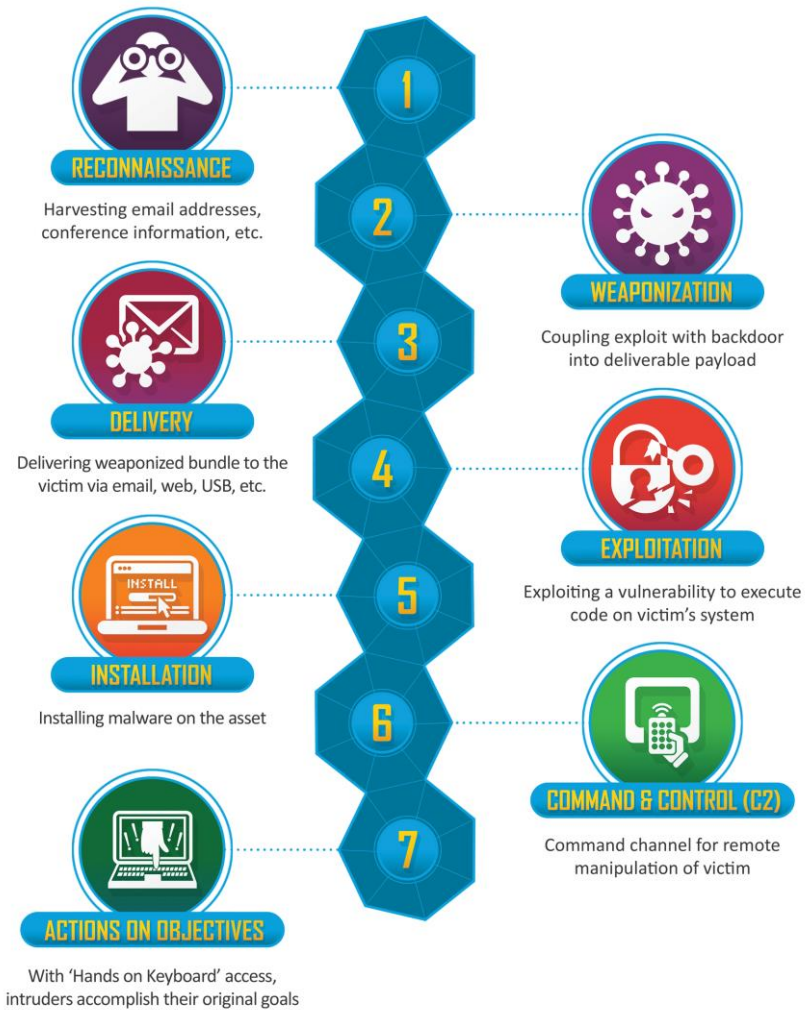 1
RECONNAISSANCE
Harvesting email addresses,
conference information, etc.
2
WEAPONIZATION
Coupling exploit with backdoor
into deliverable payload
3
DELIVERY
Delivering weaponized bundle to the
victim via email, web, USB, etc.
4
EXPLOITATION
Exploiting a vulnerability to execute
code on victim's system
5
INSTALL
INSTALLATION
Installing malware on the asset
6
COMMAND & CONTROL (C2)
Command channel for remote
manipulation of victim
7
! ! ! !
ACTIONS ON OBJECTIVES
With 'Hands on Keyboard' access,
intruders accomplish their original goals